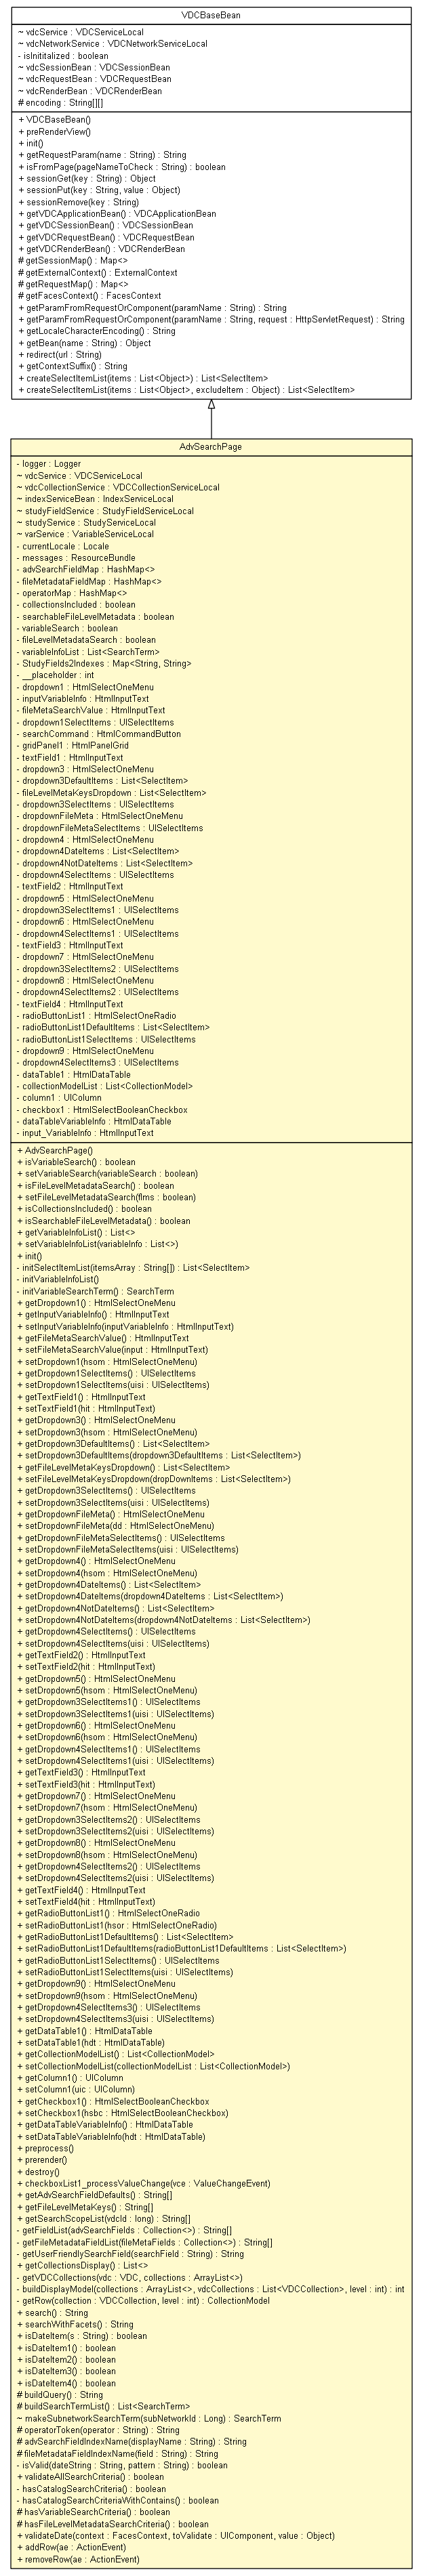 VDCBaseBean
~ vdcService : VDCServiceLocal
~ vdcNetworkService : VDCNetworkServiceLocal
- isInititalized : boolean
~ vdcSessionBean : VDCSessionBean
~ vdcRequestBean : VDCRequestBean
~ vdcRenderBean : VDCRenderBean
# encoding : String[][]
+ VDCBaseBean()
+ preRenderView()
+ init()
+ getRequestParam(name : String) : String
+ isFromPage(pageNameToCheck : String) : boolean
+ sessionGet(key : String) : Object
+ sessionPut(key : String, value : Object)
+ sessionRemove(key : String)
+ getVDCApplicationBean() : VDCApplicationBean
+ getVDCSessionBean() : VDCSessionBean
+ getVDCRequestBean() : VDCRequestBean
+ getVDCRenderBean() : VDCRenderBean
# getSessionMap() : Map<>
# getExternalContext() : ExternalContext
# getRequestMap() : Map<>
# getFacesContext() : FacesContext
+ getParamFromRequestOrComponent(paramName : String) : String
+ getParamFromRequestOrComponent(paramName : String, request : HttpServletRequest) : String
+ getLocaleCharacterEncoding() : String
+ getBean(name : String) : Object
+ redirect(url : String)
+ getContextSuffix() : String
+ createSelectItemList(items : List<Object>) : List<SelectItem>
+ createSelectItemList(items : List<Object>, excludeItem : Object) : List<SelectItem>
AdvSearchPage
- logger : Logger
~ vdcService : VDCServiceLocal
~ vdcCollectionService : VDCCollectionServiceLocal
~ indexServiceBean : IndexServiceLocal
~ studyFieldService : StudyFieldServiceLocal
~ studyService : StudyServiceLocal
~ varService : VariableServiceLocal
- currentLocale : Locale
- messages : ResourceBundle
- advSearchFieldMap : HashMap<>
- fileMetadataFieldMap : HashMap<>
- operatorMap : HashMap<>
- collectionsIncluded : boolean
- searchableFileLevelMetadata : boolean
- variableSearch : boolean
- fileLevelMetadataSearch : boolean
- variableInfoList : List<SearchTerm>
- StudyFields2Indexes : Map<String, String>
- __placeholder : int
- dropdown1 : HtmlSelectOneMenu
- inputVariableInfo : HtmlInputText
- fileMetaSearchValue : HtmlInputText
- dropdown1SelectItems : UISelectItems
- searchCommand : HtmlCommandButton
- gridPanel1 : HtmlPanelGrid
- textField1 : HtmlInputText
- dropdown3 : HtmlSelectOneMenu
- dropdown3DefaultItems : List<SelectItem>
- fileLevelMetaKeysDropdown : List<SelectItem>
- dropdown3SelectItems : UISelectItems
- dropdownFileMeta : HtmlSelectOneMenu
- dropdownFileMetaSelectItems : UISelectItems
- dropdown4 : HtmlSelectOneMenu
- dropdown4DateItems : List<SelectItem>
- dropdown4NotDateItems : List<SelectItem>
- dropdown4SelectItems : UISelectItems
- textField2 : HtmlInputText
- dropdown5 : HtmlSelectOneMenu
- dropdown3SelectItems1 : UISelectItems
- dropdown6 : HtmlSelectOneMenu
- dropdown4SelectItems1 : UISelectItems
- textField3 : HtmlInputText
- dropdown7 : HtmlSelectOneMenu
- dropdown3SelectItems2 : UISelectItems
- dropdown8 : HtmlSelectOneMenu
- dropdown4SelectItems2 : UISelectItems
- textField4 : HtmlInputText
- radioButtonList1 : HtmlSelectOneRadio
- radioButtonList1DefaultItems : List<SelectItem>
- radioButtonList1SelectItems : UISelectItems
- dropdown9 : HtmlSelectOneMenu
- dropdown4SelectItems3 : UISelectItems
- dataTable1 : HtmlDataTable
- collectionModelList : List<CollectionModel>
- column1 : UIColumn
- checkbox1 : HtmlSelectBooleanCheckbox
- dataTableVariableInfo : HtmlDataTable
- input_VariableInfo : HtmlInputText
+ AdvSearchPage()
+ isVariableSearch() : boolean
+ setVariableSearch(variableSearch : boolean)
+ isFileLevelMetadataSearch() : boolean
+ setFileLevelMetadataSearch(flms : boolean)
+ isCollectionsIncluded() : boolean
+ isSearchableFileLevelMetadata() : boolean
+ getVariableInfoList() : List<>
+ setVariableInfoList(variableInfo : List<>)
+ init()
- initSelectItemList(itemsArray : String[]) : List<SelectItem>
- initVariableInfoList()
- initVariableSearchTerm() : SearchTerm
+ getDropdown1() : HtmlSelectOneMenu
+ getInputVariableInfo() : HtmlInputText
+ setInputVariableInfo(inputVariableInfo : HtmlInputText)
+ getFileMetaSearchValue() : HtmlInputText
+ setFileMetaSearchValue(input : HtmlInputText)
+ setDropdown1(hsom : HtmlSelectOneMenu)
+ getDropdown1SelectItems() : UISelectItems
+ setDropdown1SelectItems(uisi : UISelectItems)
+ getTextField1() : HtmlInputText
+ setTextField1(hit : HtmlInputText)
+ getDropdown3() : HtmlSelectOneMenu
+ setDropdown3(hsom : HtmlSelectOneMenu)
+ getDropdown3DefaultItems() : List<SelectItem>
+ setDropdown3DefaultItems(dropdown3DefaultItems : List<SelectItem>)
+ getFileLevelMetaKeysDropdown() : List<SelectItem>
+ setFileLevelMetaKeysDropdown(dropDownItems : List<SelectItem>)
+ getDropdown3SelectItems() : UISelectItems
+ setDropdown3SelectItems(uisi : UISelectItems)
+ getDropdownFileMeta() : HtmlSelectOneMenu
+ setDropdownFileMeta(dd : HtmlSelectOneMenu)
+ getDropdownFileMetaSelectItems() : UISelectItems
+ setDropdownFileMetaSelectItems(uisi : UISelectItems)
+ getDropdown4() : HtmlSelectOneMenu
+ setDropdown4(hsom : HtmlSelectOneMenu)
+ getDropdown4DateItems() : List<SelectItem>
+ setDropdown4DateItems(dropdown4DateItems : List<SelectItem>)
+ getDropdown4NotDateItems() : List<SelectItem>
+ setDropdown4NotDateItems(dropdown4NotDateItems : List<SelectItem>)
+ getDropdown4SelectItems() : UISelectItems
+ setDropdown4SelectItems(uisi : UISelectItems)
+ getTextField2() : HtmlInputText
+ setTextField2(hit : HtmlInputText)
+ getDropdown5() : HtmlSelectOneMenu
+ setDropdown5(hsom : HtmlSelectOneMenu)
+ getDropdown3SelectItems1() : UISelectItems
+ setDropdown3SelectItems1(uisi : UISelectItems)
+ getDropdown6() : HtmlSelectOneMenu
+ setDropdown6(hsom : HtmlSelectOneMenu)
+ getDropdown4SelectItems1() : UISelectItems
+ setDropdown4SelectItems1(uisi : UISelectItems)
+ getTextField3() : HtmlInputText
+ setTextField3(hit : HtmlInputText)
+ getDropdown7() : HtmlSelectOneMenu
+ setDropdown7(hsom : HtmlSelectOneMenu)
+ getDropdown3SelectItems2() : UISelectItems
+ setDropdown3SelectItems2(uisi : UISelectItems)
+ getDropdown8() : HtmlSelectOneMenu
+ setDropdown8(hsom : HtmlSelectOneMenu)
+ getDropdown4SelectItems2() : UISelectItems
+ setDropdown4SelectItems2(uisi : UISelectItems)
+ getTextField4() : HtmlInputText
+ setTextField4(hit : HtmlInputText)
+ getRadioButtonList1() : HtmlSelectOneRadio
+ setRadioButtonList1(hsor : HtmlSelectOneRadio)
+ getRadioButtonList1DefaultItems() : List<SelectItem>
+ setRadioButtonList1DefaultItems(radioButtonList1DefaultItems : List<SelectItem>)
+ getRadioButtonList1SelectItems() : UISelectItems
+ setRadioButtonList1SelectItems(uisi : UISelectItems)
+ getDropdown9() : HtmlSelectOneMenu
+ setDropdown9(hsom : HtmlSelectOneMenu)
+ getDropdown4SelectItems3() : UISelectItems
+ setDropdown4SelectItems3(uisi : UISelectItems)
+ getDataTable1() : HtmlDataTable
+ setDataTable1(hdt : HtmlDataTable)
+ getCollectionModelList() : List<CollectionModel>
+ setCollectionModelList(collectionModelList : List<CollectionModel>)
+ getColumn1() : UIColumn
+ setColumn1(uic : UIColumn)
+ getCheckbox1() : HtmlSelectBooleanCheckbox
+ setCheckbox1(hsbc : HtmlSelectBooleanCheckbox)
+ getDataTableVariableInfo() : HtmlDataTable
+ setDataTableVariableInfo(hdt : HtmlDataTable)
+ preprocess()
+ prerender()
+ destroy()
+ checkboxList1_processValueChange(vce : ValueChangeEvent)
+ getAdvSearchFieldDefaults() : String[]
+ getFileLevelMetaKeys() : String[]
+ getSearchScopeList(vdcId : long) : String[]
- getFieldList(advSearchFields : Collection<>) : String[]
- getFileMetadataFieldList(fileMetaFields : Collection<>) : String[]
- getUserFriendlySearchField(searchField : String) : String
+ getCollectionsDisplay() : List<>
- getVDCCollections(vdc : VDC, collections : ArrayList<>)
- buildDisplayModel(collections : ArrayList<>, vdcCollections : List<VDCCollection>, level : int) : int
- getRow(collection : VDCCollection, level : int) : CollectionModel
+ search() : String
+ searchWithFacets() : String
+ isDateItem(s : String) : boolean
+ isDateItem1() : boolean
+ isDateItem2() : boolean
+ isDateItem3() : boolean
+ isDateItem4() : boolean
# buildQuery() : String
# buildSearchTermList() : List<SearchTerm>
~ makeSubnetworkSearchTerm(subNetworkId : Long) : SearchTerm
# operatorToken(operator : String) : String
# advSearchFieldIndexName(displayName : String) : String
# fileMetadataFieldIndexName(field : String) : String
- isValid(dateString : String, pattern : String) : boolean
+ validateAllSearchCriteria() : boolean
- hasCatalogSearchCriteria() : boolean
- hasCatalogSearchCriteriaWithContains() : boolean
# hasVariableSearchCriteria() : boolean
# hasFileLevelMetadataSearchCriteria() : boolean
+ validateDate(context : FacesContext, toValidate : UIComponent, value : Object)
+ addRow(ae : ActionEvent)
+ removeRow(ae : ActionEvent)